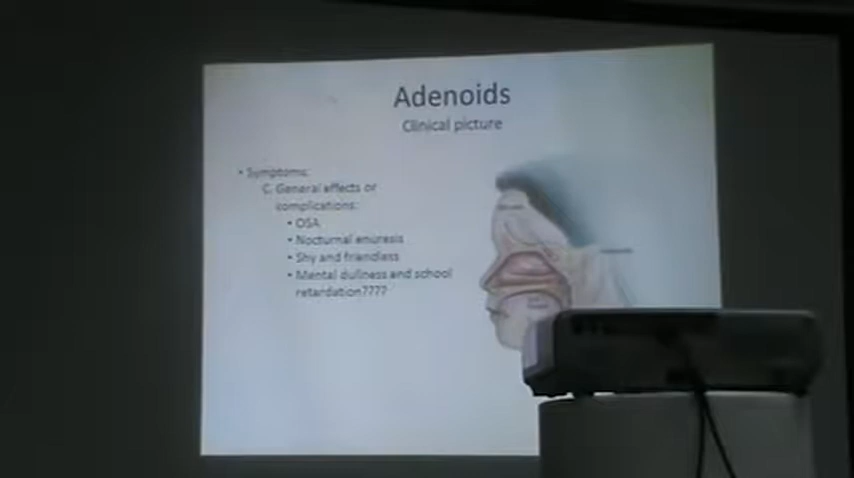 Adenoids
Clinical picture
• Symptoms:
C. General effects or
complications:
• OSA
• Nocturnal enuresis
• Shy and friendless
• Mental dullness and school
retardation????